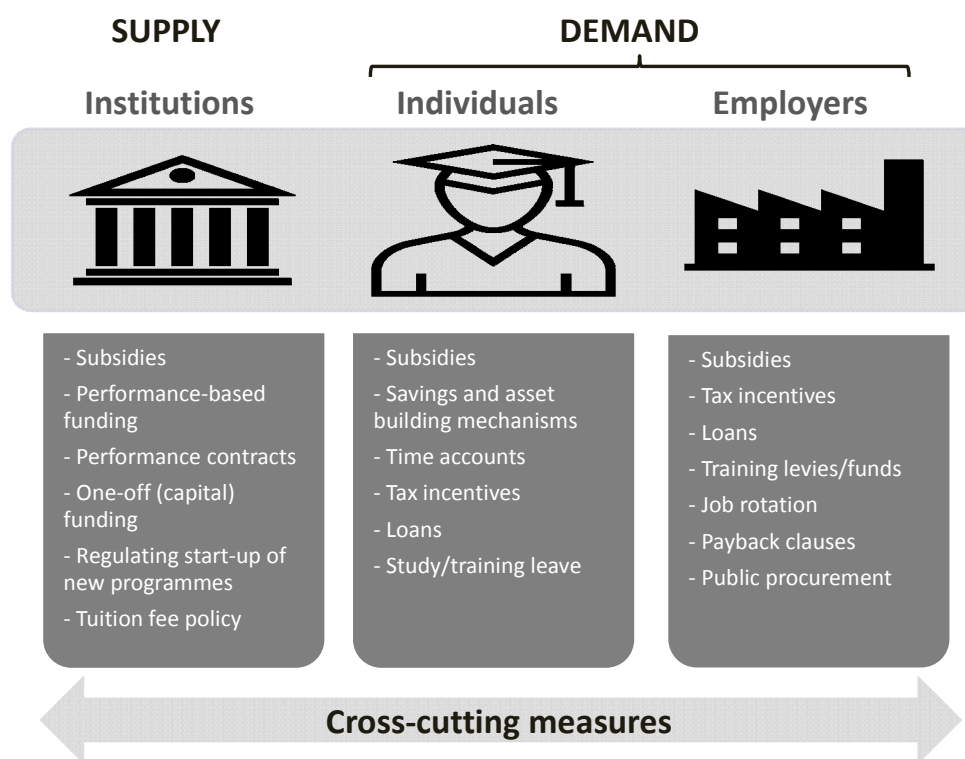 SUPPLY
DEMAND
Institutions
Individuals
Employers
- Subsidies
- Performance-based
funding
- Performance contracts
- One-off (capital)
funding
- Regulating start-up of
new programmes
- Tuition fee policy
- Subsidies
- Savings and asset
building mechanisms
- Time accounts
- Tax incentives
- Loans
- Study/training leave
- Subsidies
- Tax incentives
- Loans
- Training levies/funds
- Job rotation
- Payback clauses
- Public procurement
Cross-cutting measures